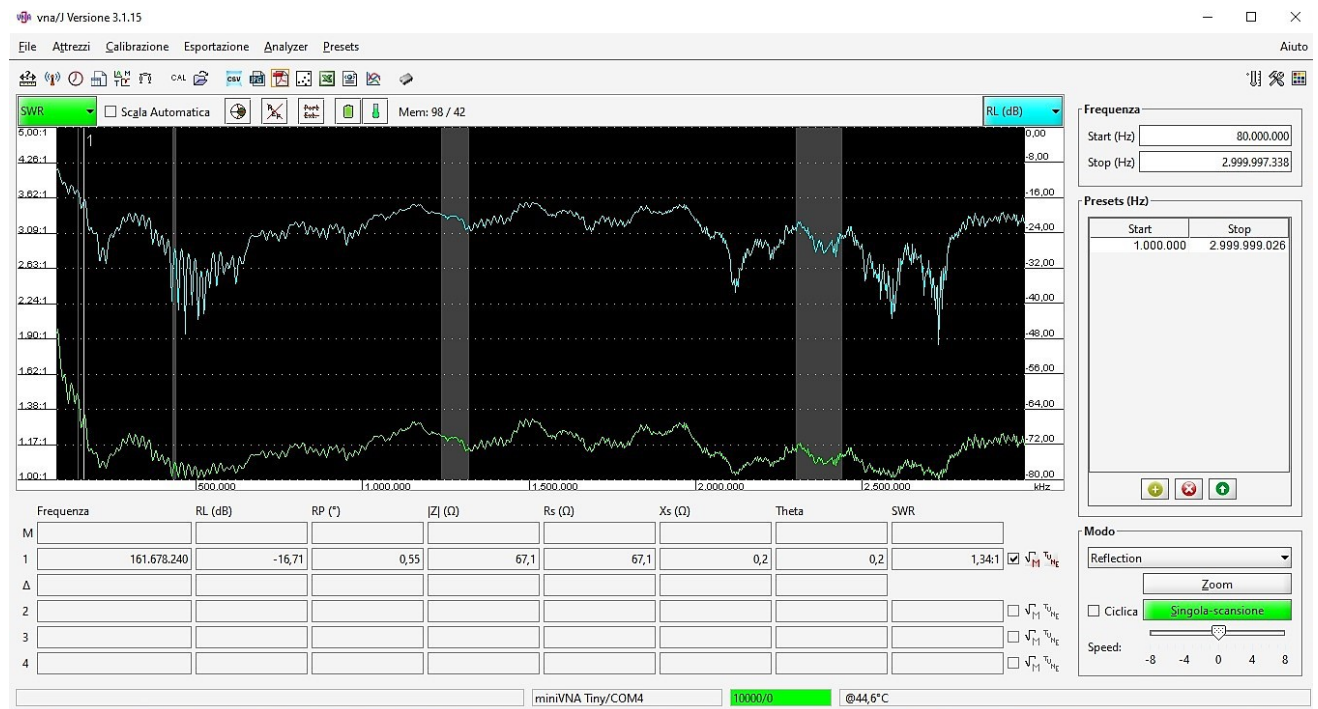 vna/J Versione 3.1.15
File Attrezzi Calibrazione Esportazione Analyzer Presets Aiuto
CAL CSV
SWR Scala Automatica Port Ext- Mem: 98 / 42 RL (dB)
Frequenza
Start (Hz) 80.000.000
Stop (Hz) 2.999.997.338
Presets (Hz)
Start Stop
1.000.000 2.999.999.026
5,00:1 1 0,00
4,26:1 -8,00
3,62:1 -16,00
3,09:1 -24,00
2,63:1 -32,00
2,24:1 -40,00
1,90:1 -48,00
1,62:1 -56,00
1,38:1 -64,00
1,17:1 -72,00
1,00:1 -80,00
500.000 1.000.000 1.500.000 2.000.000 2.500.000 kHz
Frequenza RL (dB) RP (°) |Z| (Ω) Rs (Ω) Xs (Ω) Theta SWR
M
1 161.678.240 -16,71 0,55 67,1 67,1 0,2 0,2 1,34:1
Δ
2
3
4
Modo
Reflection
Zoom
Ciclica Singola-scansione
Speed:
-8 -4 0 4 8
miniVNA Tiny/COM4 10000/0 @44,6°C